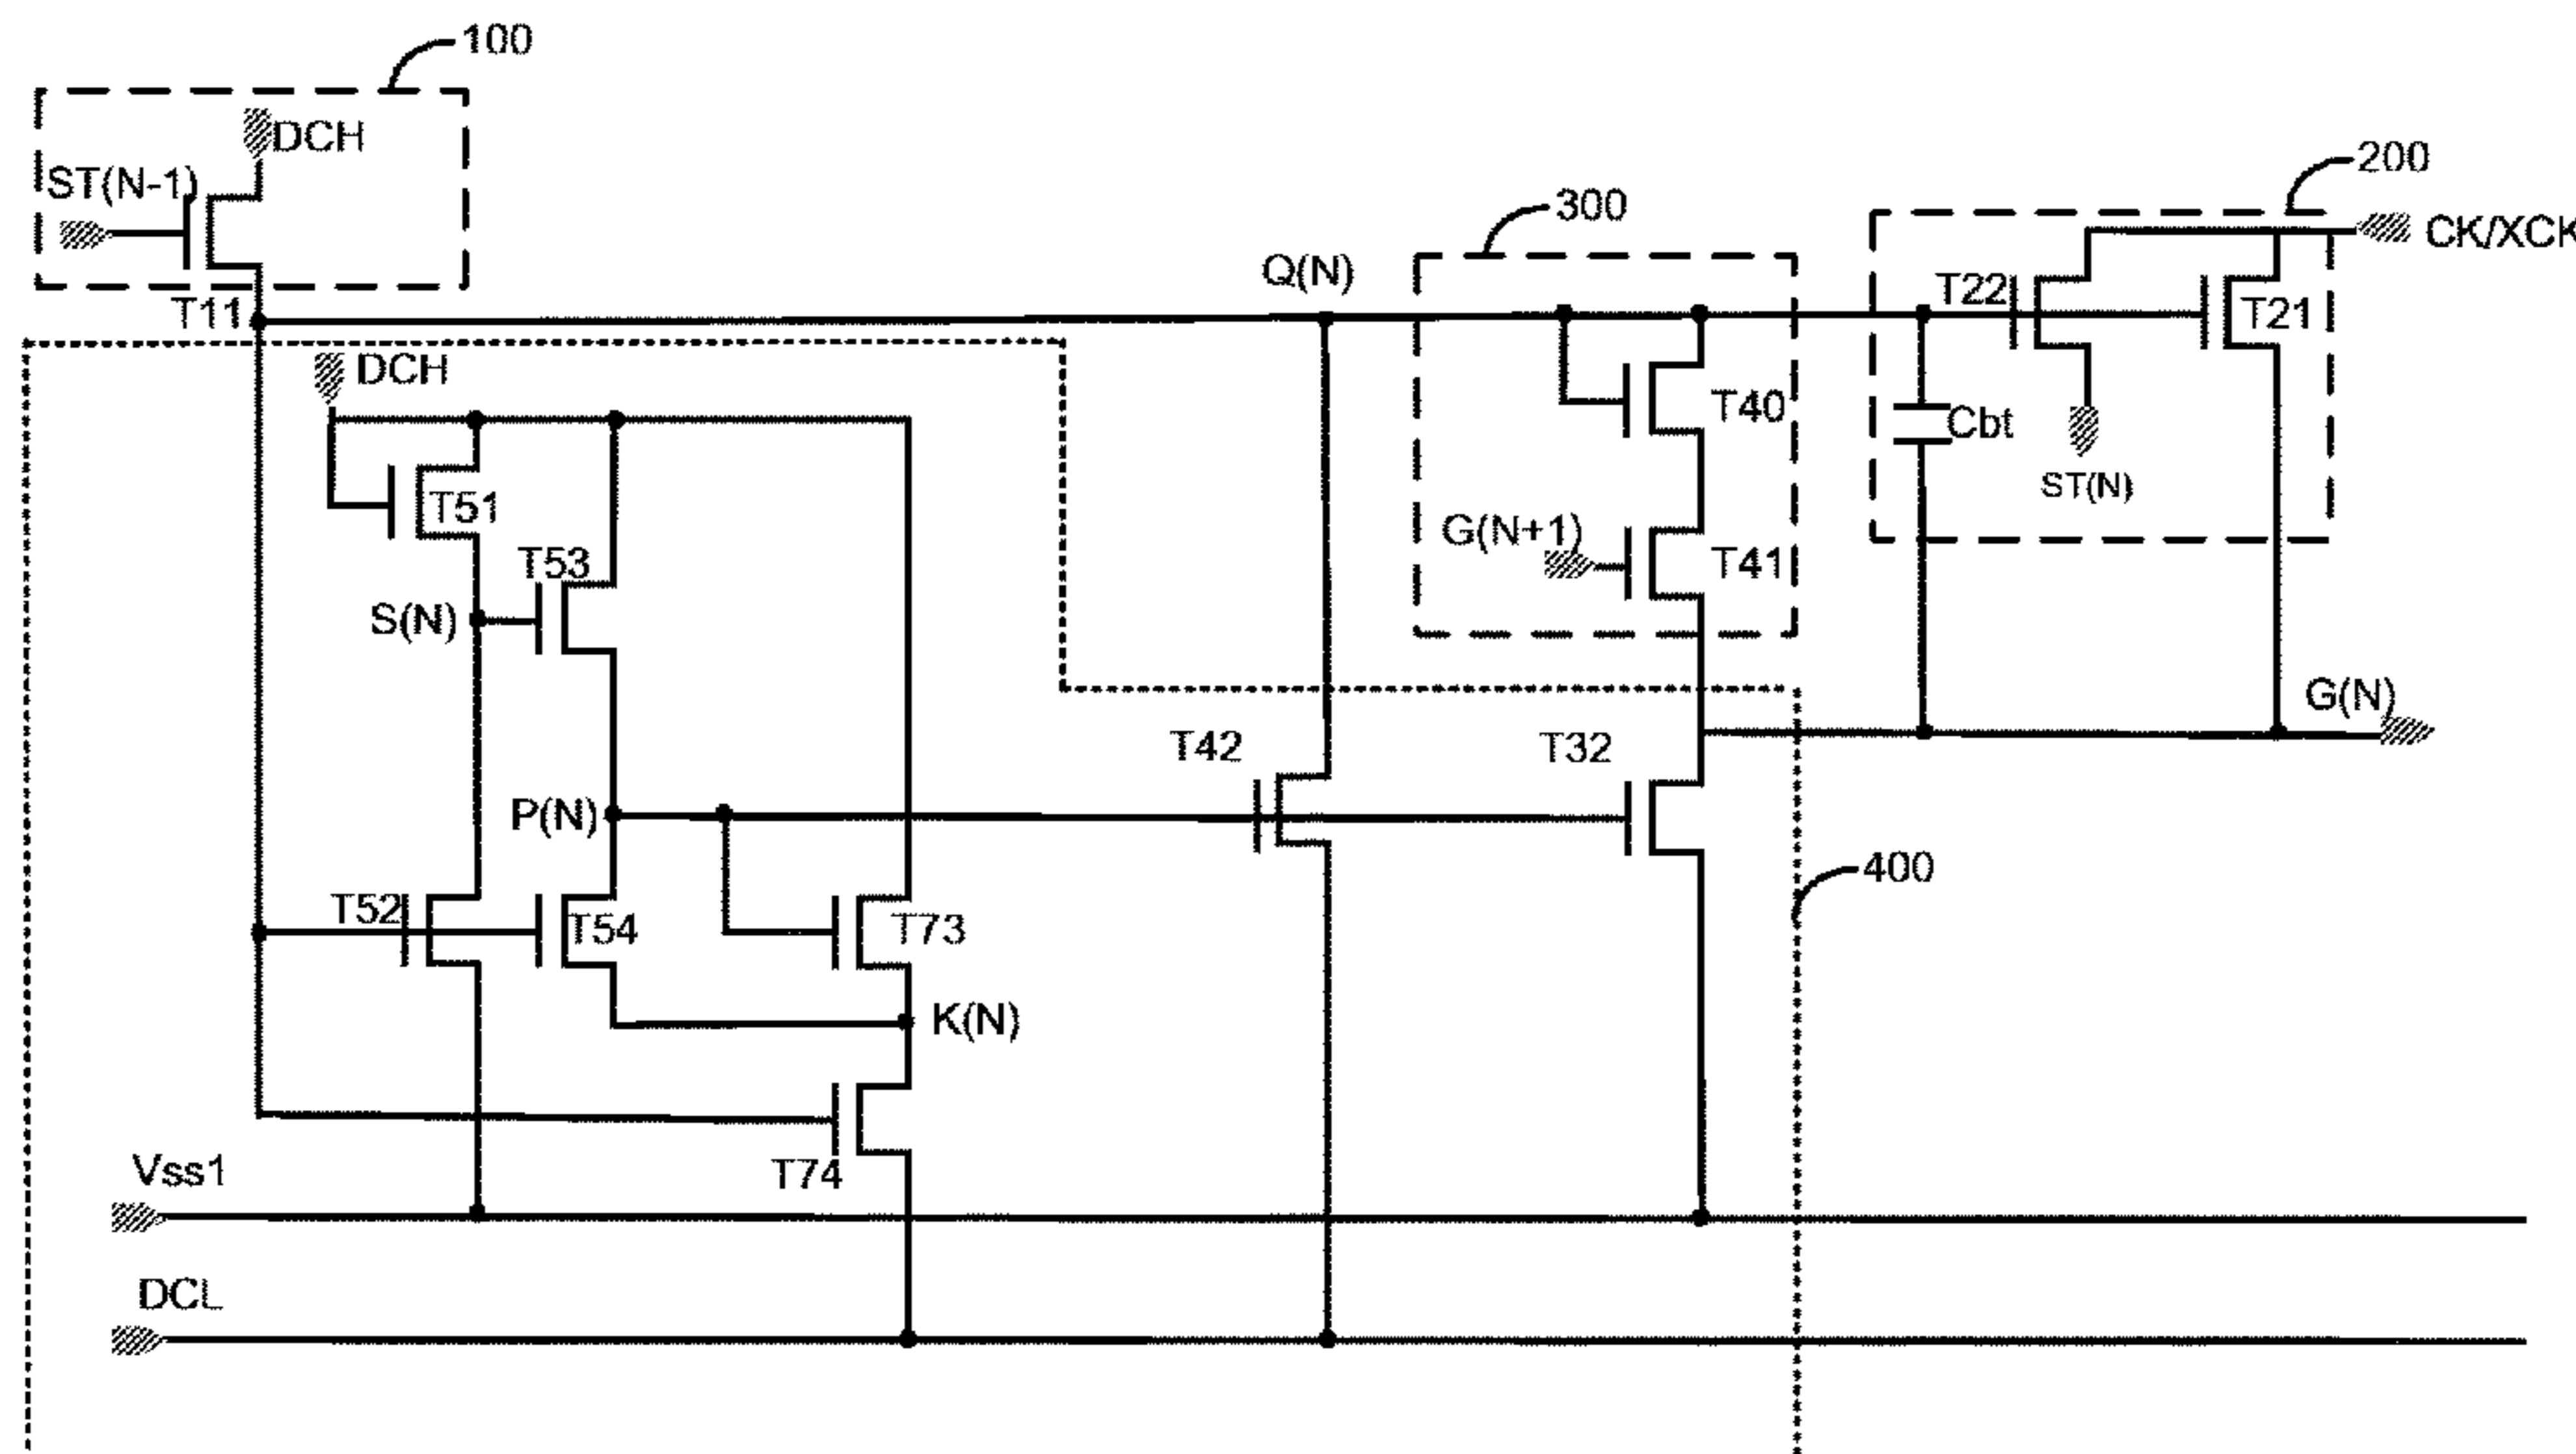 100
DCH
ST(N-1)
T11
200
CK/XCK
300
Q(N)
T22
T21
DCH
T40
Cbt
ST(N)
T51
G(N+1)
T41
T53
S(N)
G(N)
T42
T32
P(N)
400
T52
T54
T73
K(N)
T74
Vss1
DCL